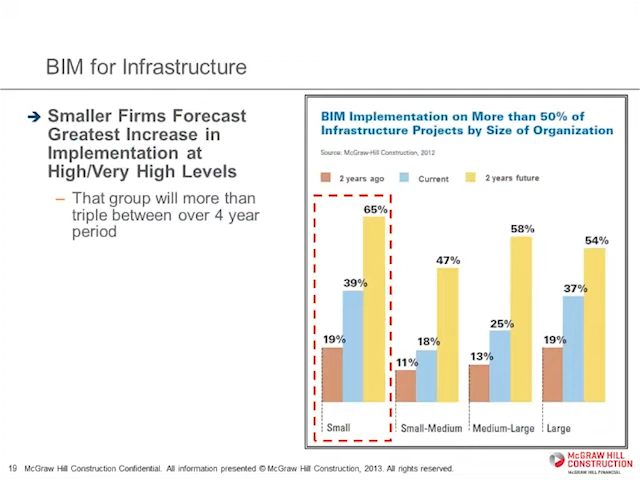 BIM for Infrastructure
➔ Smaller Firms Forecast
Greatest Increase in
Implementation at
High/Very High Levels
– That group will more than
triple between over 4 year
period
BIM Implementation on More than 50% of
Infrastructure Projects by Size of Organization
Source: McGraw-Hill Construction, 2012
2 years ago Current 2 years future
65%
39%
19%
Small
47%
18%
11%
Small-Medium
58%
25%
13%
Medium-Large
54%
37%
19%
Large
19 McGraw Hill Construction Confidential. All information presented © McGraw Hill Construction, 2013. All rights reserved.
McGRAW HILL
CONSTRUCTION
McGRAW HILL FINANCIAL